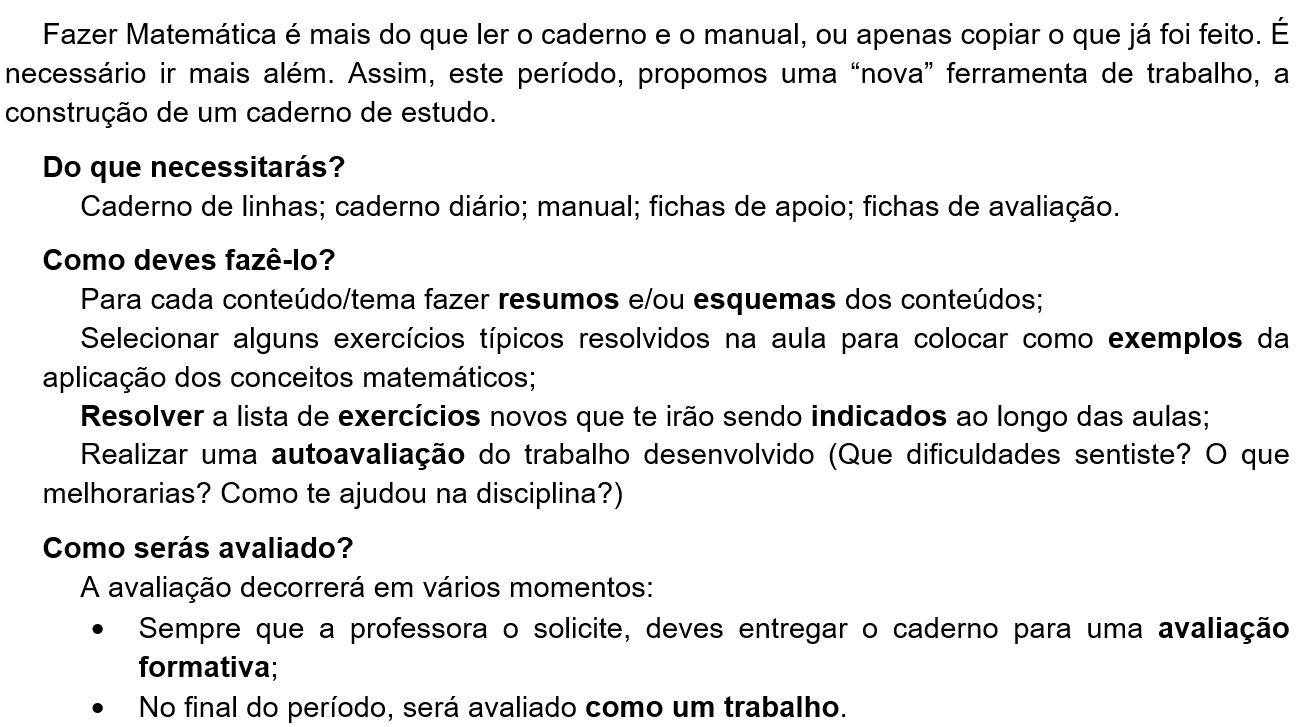 Fazer Matemática é mais do que ler o caderno e o manual, ou apenas copiar o que já foi feito. É
necessário ir mais além. Assim, este período, propomos uma “nova” ferramenta de trabalho, a
construção de um caderno de estudo.
Do que necessitarás?
Caderno de linhas; caderno diário; manual; fichas de apoio; fichas de avaliação.
Como deves fazê-lo?
Para cada conteúdo/tema fazer resumos e/ou esquemas dos conteúdos;
Selecionar alguns exercícios típicos resolvidos na aula para colocar como exemplos da
aplicação dos conceitos matemáticos;
Resolver a lista de exercícios novos que te irão sendo indicados ao longo das aulas;
Realizar uma autoavaliação do trabalho desenvolvido (Que dificuldades sentiste? O que
melhorarias? Como te ajudou na disciplina?)
Como serás avaliado?
A avaliação decorrerá em vários momentos:
• Sempre que a professora o solicite, deves entregar o caderno para uma avaliação
formativa;
• No final do período, será avaliado como um trabalho.